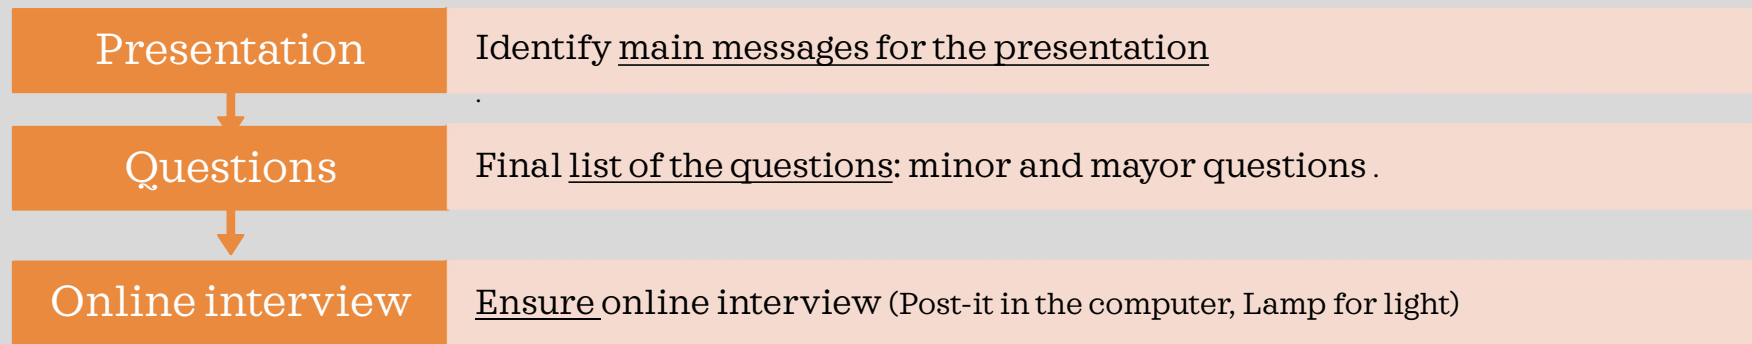 Presentation
Identify main messages for the presentation
.
Questions
Final list of the questions: minor and mayor questions .
Online interview
Ensure online interview (Post-it in the computer, Lamp for light)